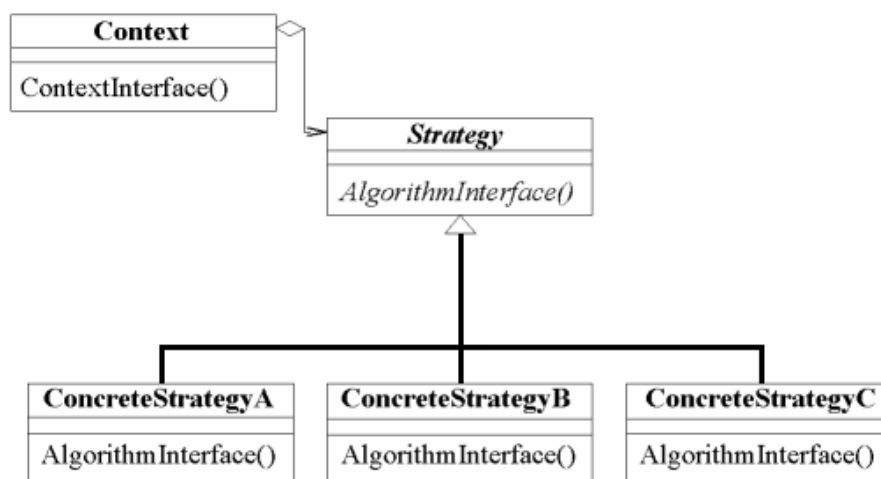 Context
ContextInterface()
Strategy
AlgorithmInterface()
ConcreteStrategyA
AlgorithmInterface()
ConcreteStrategyB
AlgorithmInterface()
ConcreteStrategyC
AlgorithmInterface()